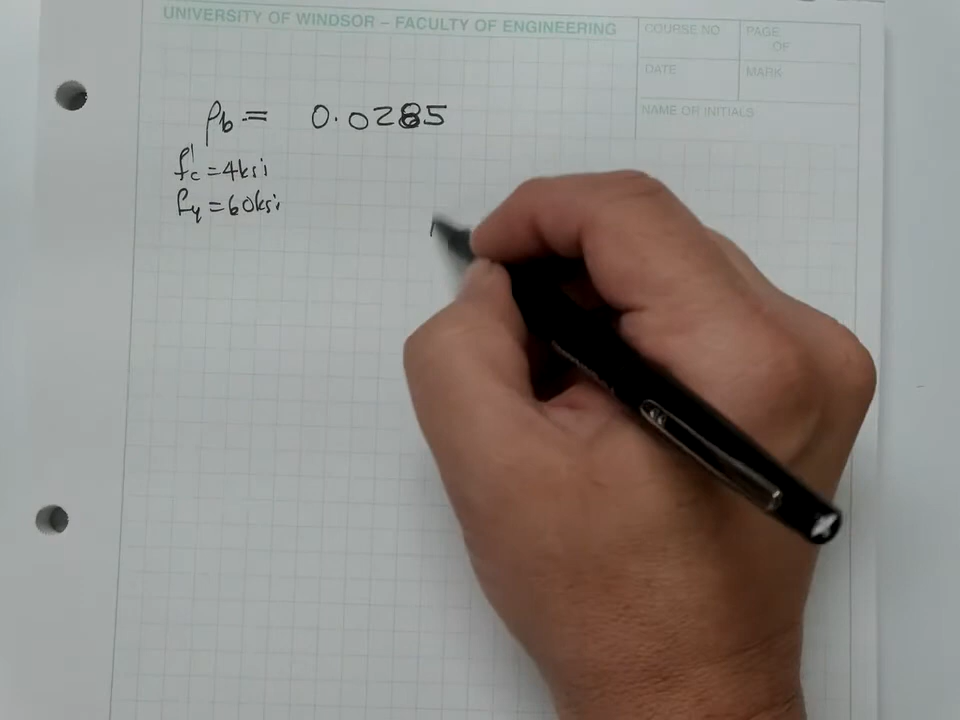 UNIVERSITY OF WINDSOR – FACULTY OF ENGINEERING
COURSE NO
PAGE
OF
DATE
MARK
NAME OR INITIALS
ρb = 0.0285
f'c = 4ksi
fy = 60ksi